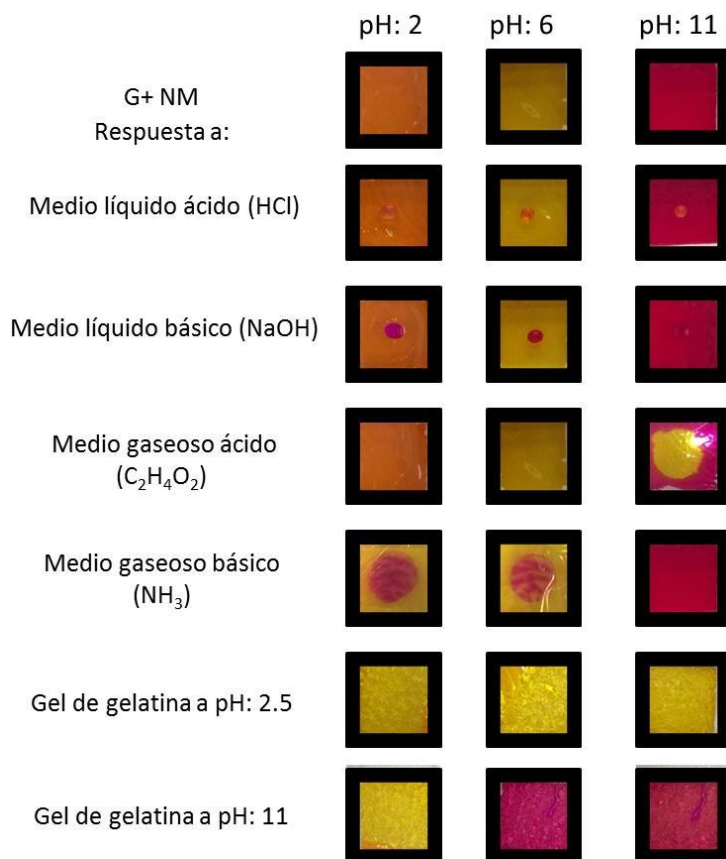 pH: 2 pH: 6 pH: 11
G+ NM
Respuesta a:
Medio líquido ácido (HCl)
Medio líquido básico (NaOH)
Medio gaseoso ácido
(C₂H₄O₂)
Medio gaseoso básico
(NH₃)
Gel de gelatina a pH: 2.5
Gel de gelatina a pH: 11